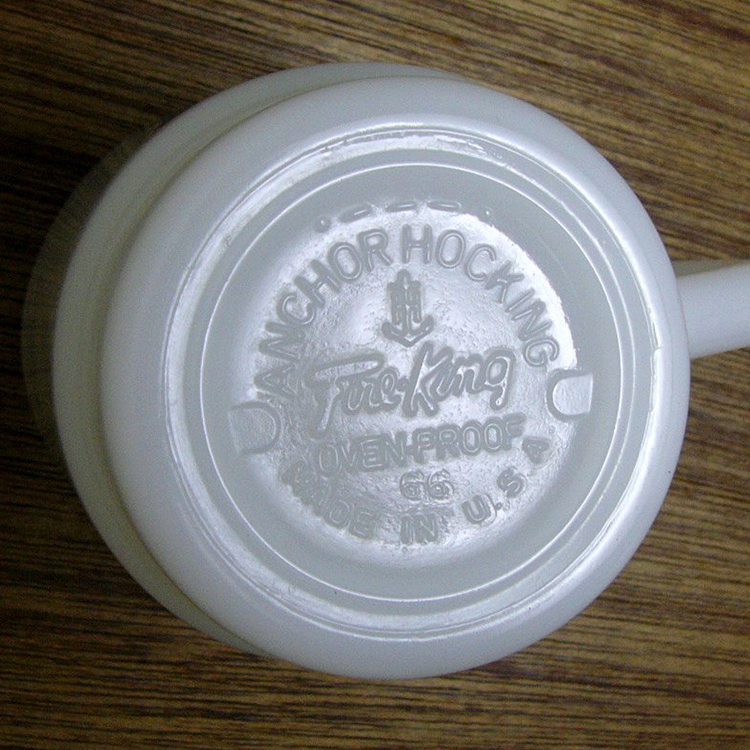 ANCHOR HOCKING
Fire-King
OVEN-PROOF
66
MADE IN U.S.A